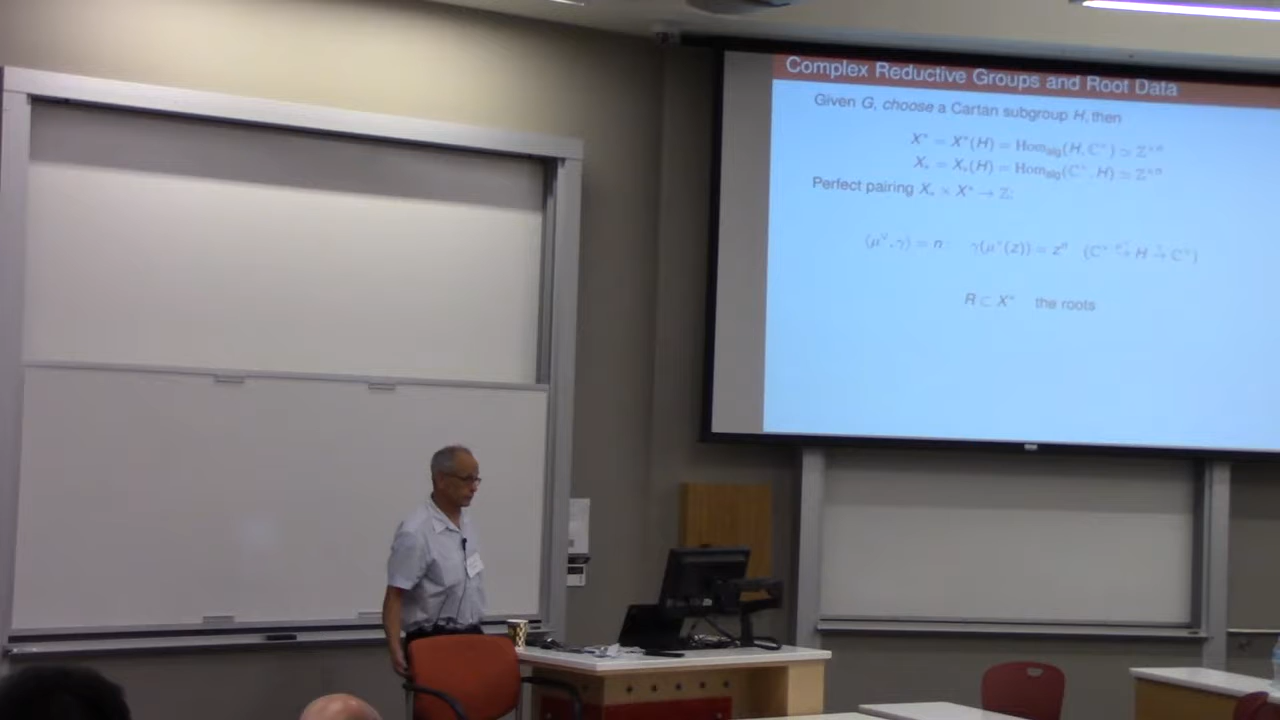 Complex Reductive Groups and Root Data
Given G, choose a Cartan subgroup H, then
X* = X*(H) = Hom_alg(H, ℂ×) ≃ ℤ^n
X_* = X_*(H) = Hom_alg(ℂ×, H) ≃ ℤ^n
Perfect pairing X_* × X* → ℤ:
⟨μ^∨, γ⟩ = n : γ(μ^∨(z)) = z^n (ℂ× μ^∨→ H γ→ ℂ×)
R ⊂ X* the roots